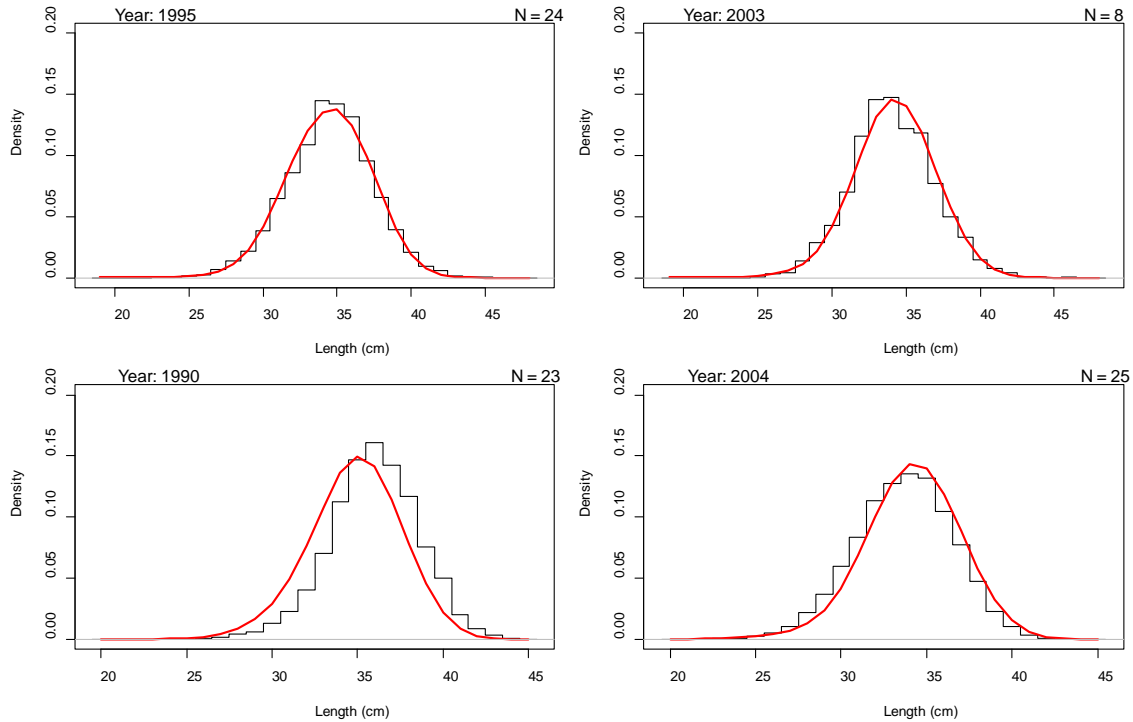 Year: 1995 N = 24
0.20
0.15
0.10
0.05
0.00
Density
20 25 30 35 40 45
Length (cm)
Year: 2003 N = 8
0.20
0.15
0.10
0.05
0.00
Density
20 25 30 35 40 45
Length (cm)
Year: 1990 N = 23
0.20
0.15
0.10
0.05
0.00
Density
20 25 30 35 40 45
Length (cm)
Year: 2004 N = 25
0.20
0.15
0.10
0.05
0.00
Density
20 25 30 35 40 45
Length (cm)